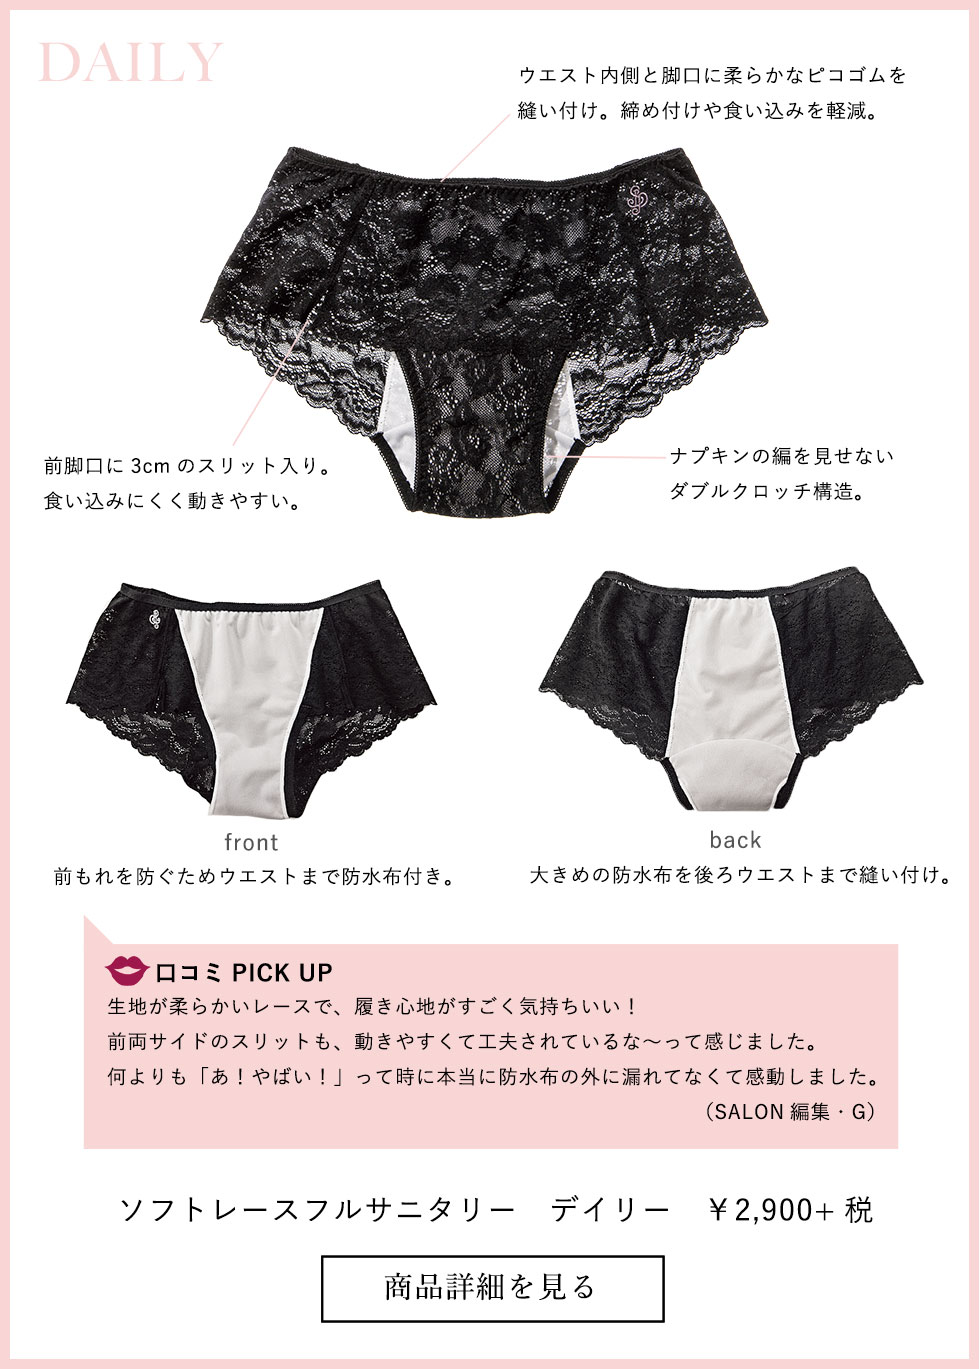 DAILY
ウエスト内側と脚口に柔らかなピコゴムを
縫い付け。締め付けや食い込みを軽減。
前脚口に 3cm のスリット入り。
食い込みにくく動きやすい。
ナプキンの編を見せない
ダブルクロッチ構造。
front
前もれを防ぐためウエストまで防水布付き。
back
大きめの防水布を後ろウエストまで縫い付け。
口コミ PICK UP
生地が柔らかいレースで、履き心地がすごく気持ちいい！
前両サイドのスリットも、動きやすくて工夫されているな〜って感じました。
何よりも「あ！やばい！」って時に本当に防水布の外に漏れてなくて感動しました。
（SALON 編集・G）
ソフトレースフルサニタリー　デイリー　￥2,900+ 税
商品詳細を見る